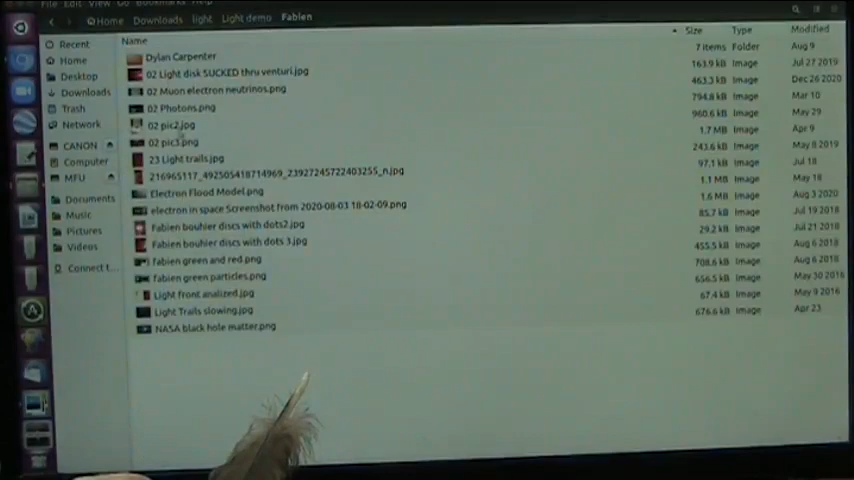 File Edit View Go Bookmarks Help
Home Downloads light Light demo Fabien
Name Size Type Modified
Recent
Home
Desktop
Downloads
Trash
Network
CANON
Computer
MFU
Documents
Music
Pictures
Videos
Connect t...
Dylan Carpenter 7 items Folder Aug 9
02 Light disk SUCKED thru venturi.jpg 163.9 kB Image Jul 27 2019
02 Muon electron neutrinos.png 463.3 kB Image Dec 26 2020
02 Photons.png 794.8 kB Image Mar 10
02 pic2.jpg 960.6 kB Image May 29
02 pic3.png 1.7 MB Image Apr 9
23 Light trails.jpg 243.6 kB Image May 8 2019
216965117_492505418714969_23927245722403255_n.jpg 97.1 kB Image Jul 18
Electron Flood Model.png 1.1 MB Image May 18
electron in space Screenshot from 2020-08-03 18-02-09.png 1.6 MB Image Aug 3 2020
Fabien bouhier discs with dots2.jpg 85.7 kB Image Jul 19 2018
Fabien bouhier discs with dots 3.jpg 29.2 kB Image Jul 21 2018
fabien green and red.png 455.5 kB Image Aug 6 2018
fabien green particles.png 708.6 kB Image Aug 6 2018
Light front analized.jpg 656.5 kB Image May 30 2016
Light Trails slowing.jpg 67.4 kB Image May 9 2016
NASA black hole matter.png 676.6 kB Image Apr 23